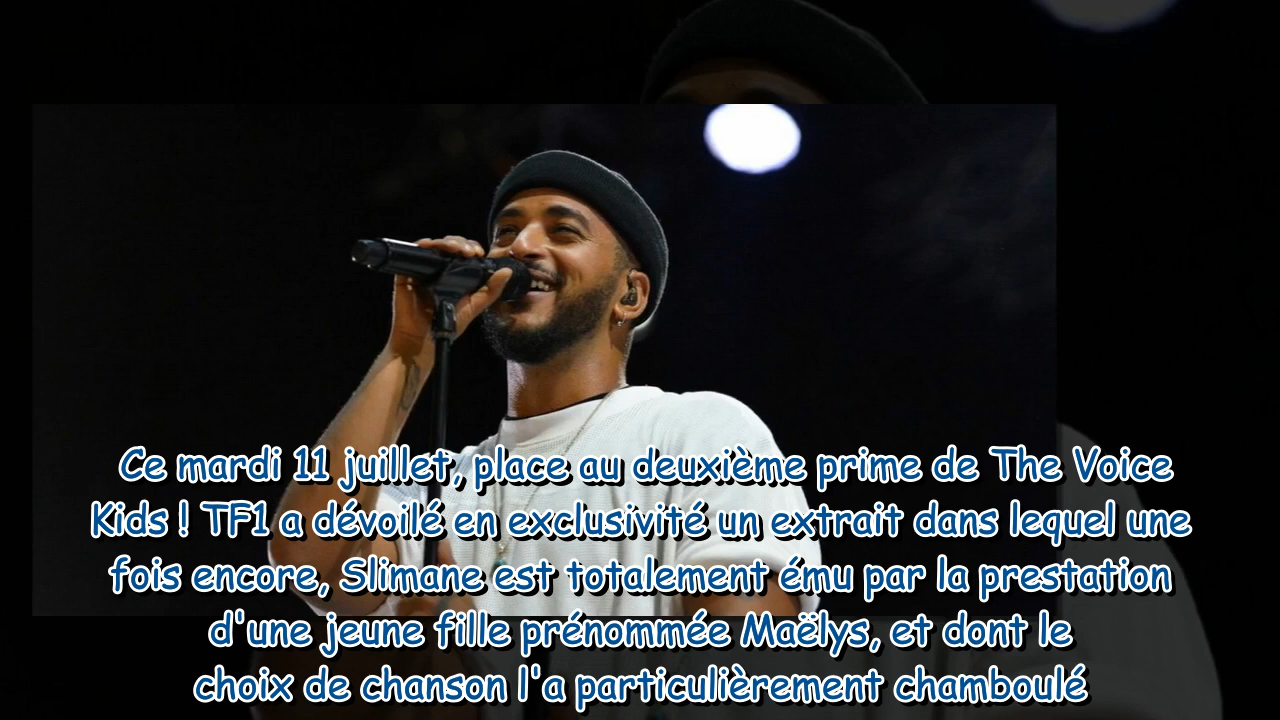 Ce mardi 11 juillet, place au deuxième prime de The Voice
Kids ! TF1 a dévoilé en exclusivité un extrait dans lequel une
fois encore, Slimane est totalement ému par la prestation
d'une jeune fille prénommée Maëlys, et dont le
choix de chanson l'a particulièrement chamboulé